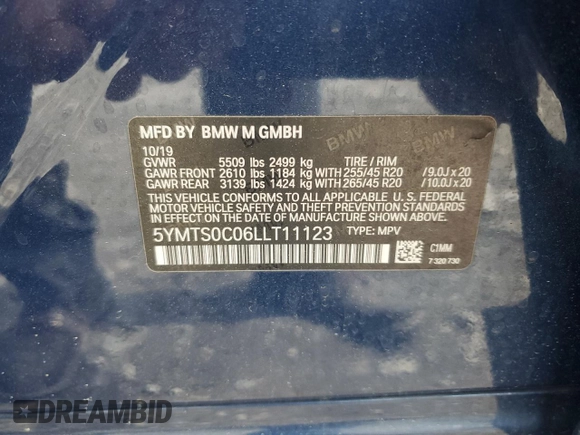 MFD BY BMW M GMBH
10/19
GVWR 5509 lbs 2499 kg TIRE / RIM
GAWR FRONT 2610 lbs 1184 kg WITH 255/45 R20 /9.0J x 20
GAWR REAR 3139 lbs 1424 kg WITH 265/45 R20 /10.0J x 20
THIS VEHICLE CONFORMS TO ALL APPLICABLE U. S. FEDERAL
MOTOR VEHICLE SAFETY AND THEFT PREVENTION STANDARDS
IN EFFECT ON THE DATE OF MANUFACTURE SHOWN ABOVE.
5YMTS0C06LLT11123 TYPE: MPV
C1MM
7 320 730
BMW
BMW
BMW
DREAMBID